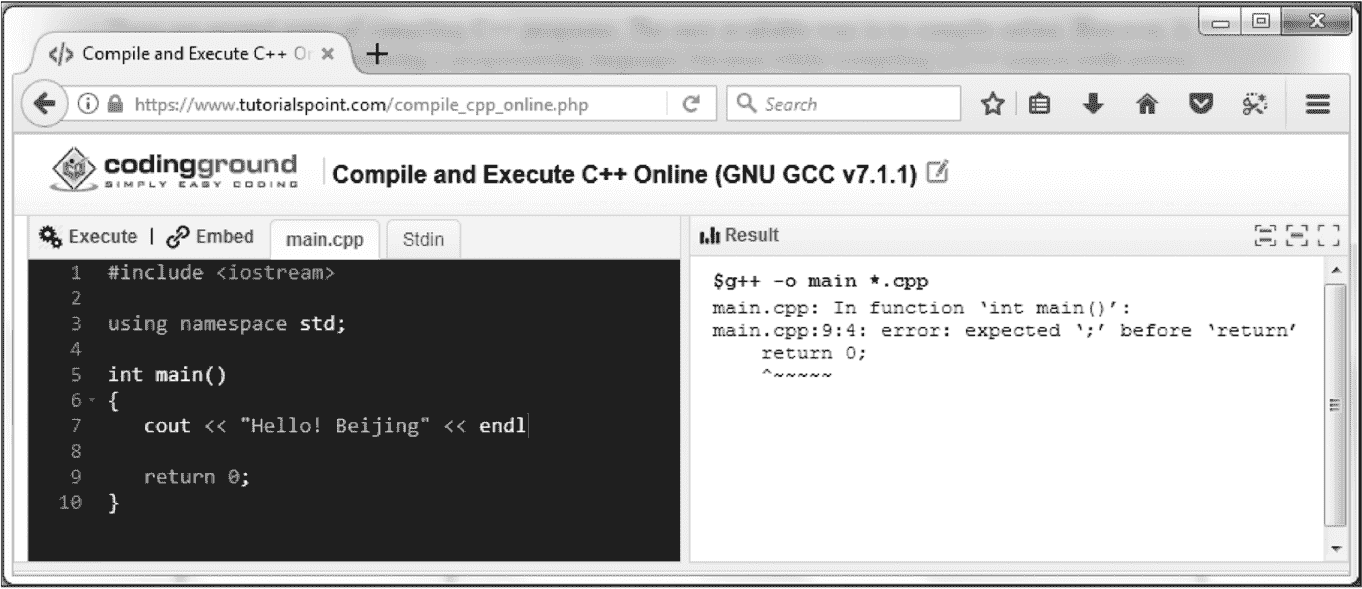 Compile and Execute C++ Or
https://www.tutorialspoint.com/compile_cpp_online.php
Search
codingground
SIMPLY EASY CODING
Compile and Execute C++ Online (GNU GCC v7.1.1)
Execute | Embed main.cpp Stdin
1 #include <iostream>
2
3 using namespace std;
4
5 int main()
6 {
7 cout << "Hello! Beijing" << endl
8
9 return 0;
10 }
Result
$g++ -o main *.cpp
main.cpp: In function ‘int main()’:
main.cpp:9:4: error: expected ‘;’ before ‘return’
return 0;
^~~~~~